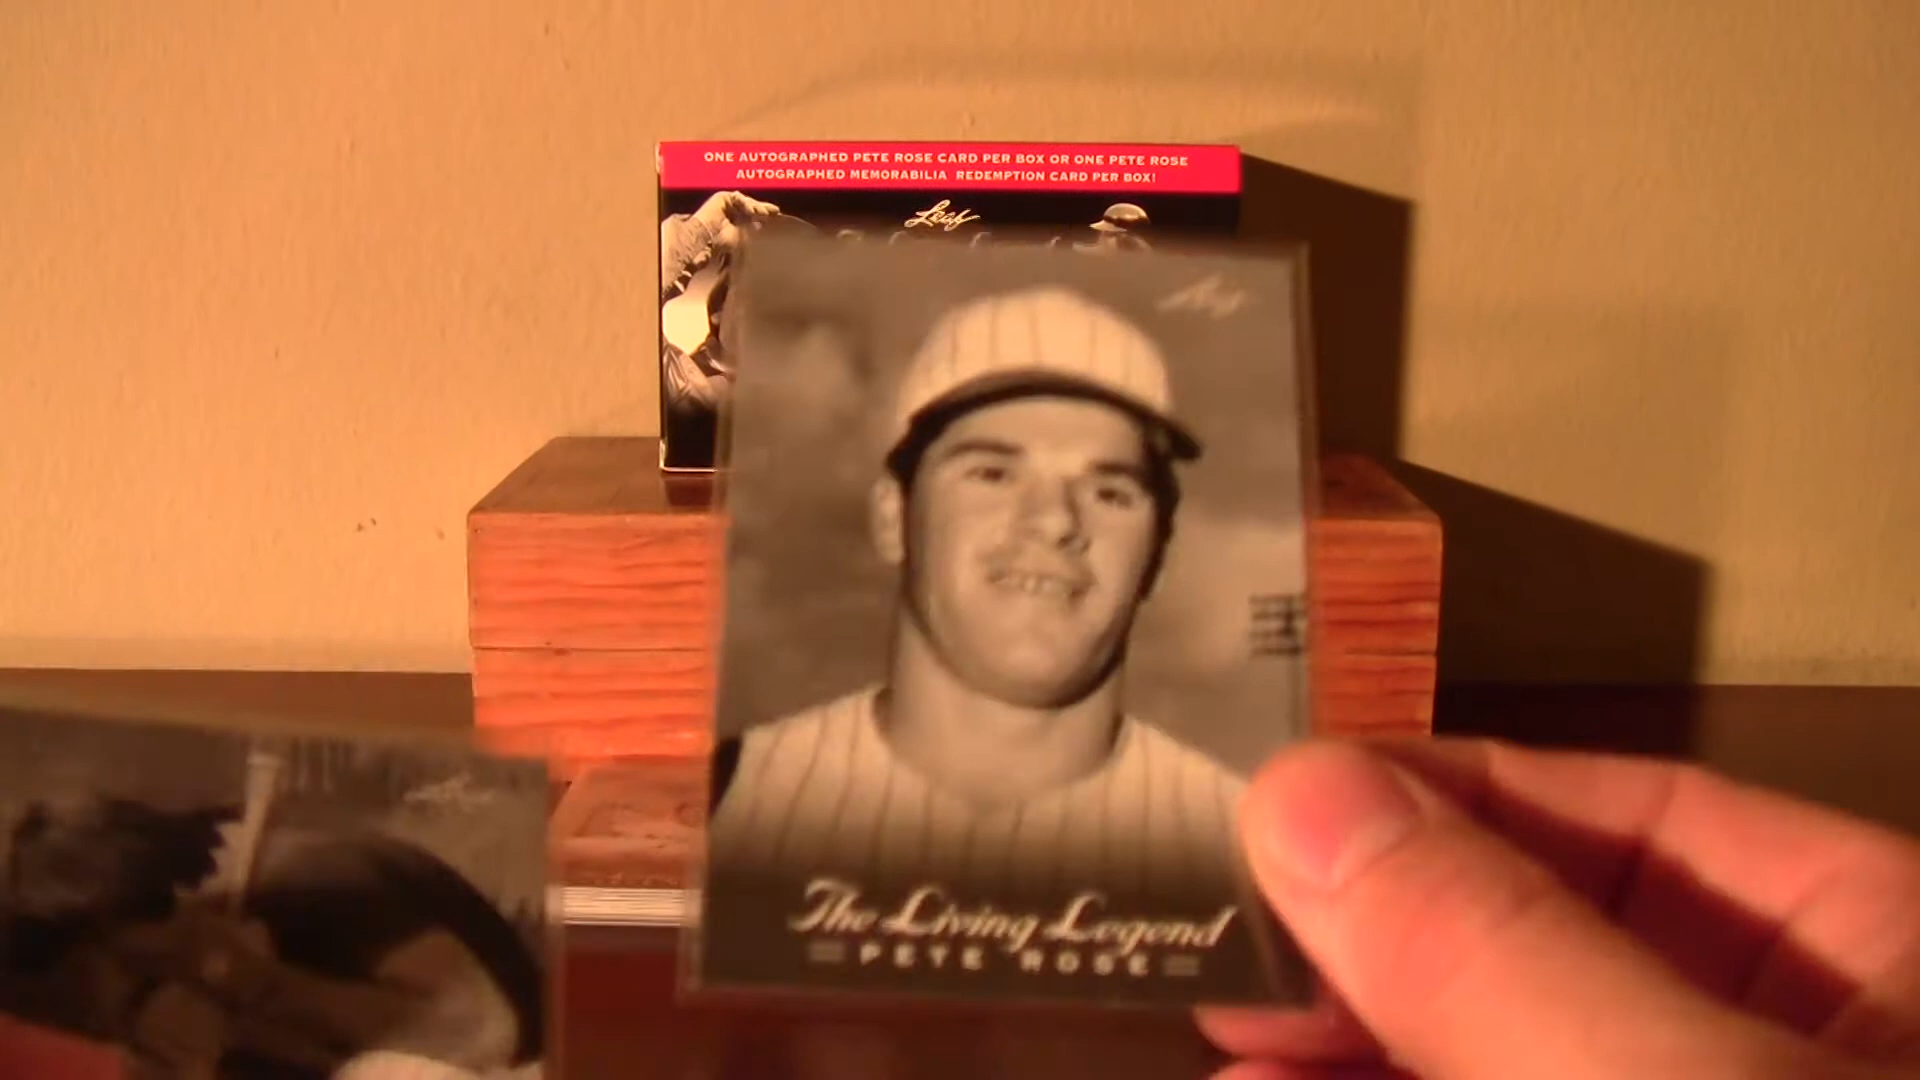 ONE AUTOGRAPHED PETE ROSE CARD PER BOX OR ONE PETE ROSE
AUTOGRAPHED MEMORABILIA REDEMPTION CARD PER BOX!
Leaf
Leaf
The Living Legend
PETE ROSE